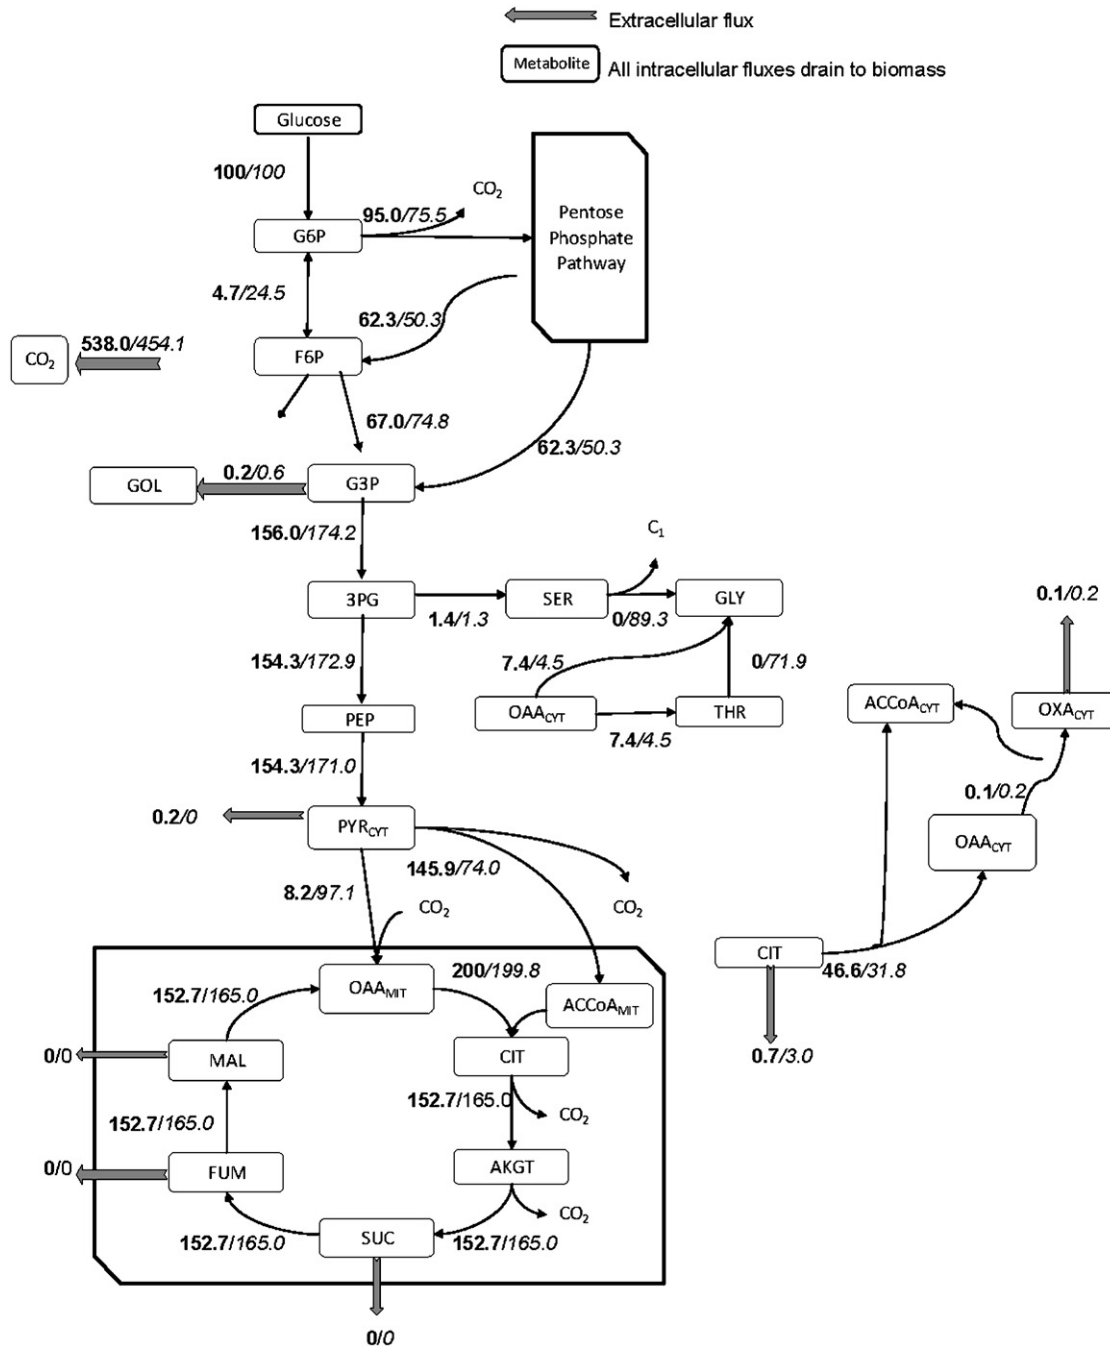 Extracellular flux
Metabolite All intracellular fluxes drain to biomass
Glucose
100/100
CO2
95.0/75.5
G6P
Pentose
Phosphate
Pathway
4.7/24.5
62.3/50.3
538.0/454.1
CO2
F6P
67.0/74.8
62.3/50.3
0.2/0.6
GOL
G3P
156.0/174.2
C1
3PG
SER
GLY
1.4/1.3
0/89.3
0.1/0.2
154.3/172.9
7.4/4.5
0/71.9
PEP
OAACYT
THR
ACCoACYT
OXACYT
7.4/4.5
154.3/171.0
0.1/0.2
0.2/0
PYRCYT
OAACYT
145.9/74.0
8.2/97.1
CO2
CO2
CIT
46.6/31.8
200/199.8
152.7/165.0
OAAMIT
ACCoAMIT
0/0
MAL
CIT
0.7/3.0
152.7/165.0
CO2
152.7/165.0
0/0
FUM
AKGT
CO2
152.7/165.0
SUC
152.7/165.0
0/0